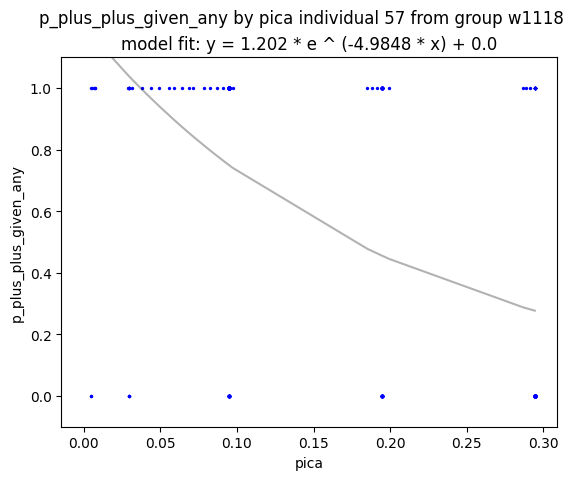 p_plus_plus_given_any by pica individual 57 from group w1118
model fit: y = 1.202 * e ^ (-4.9848 * x) + 0.0
1.0
0.8
0.6
0.4
0.2
0.0
p_plus_plus_given_any
0.00 0.05 0.10 0.15 0.20 0.25 0.30
pica